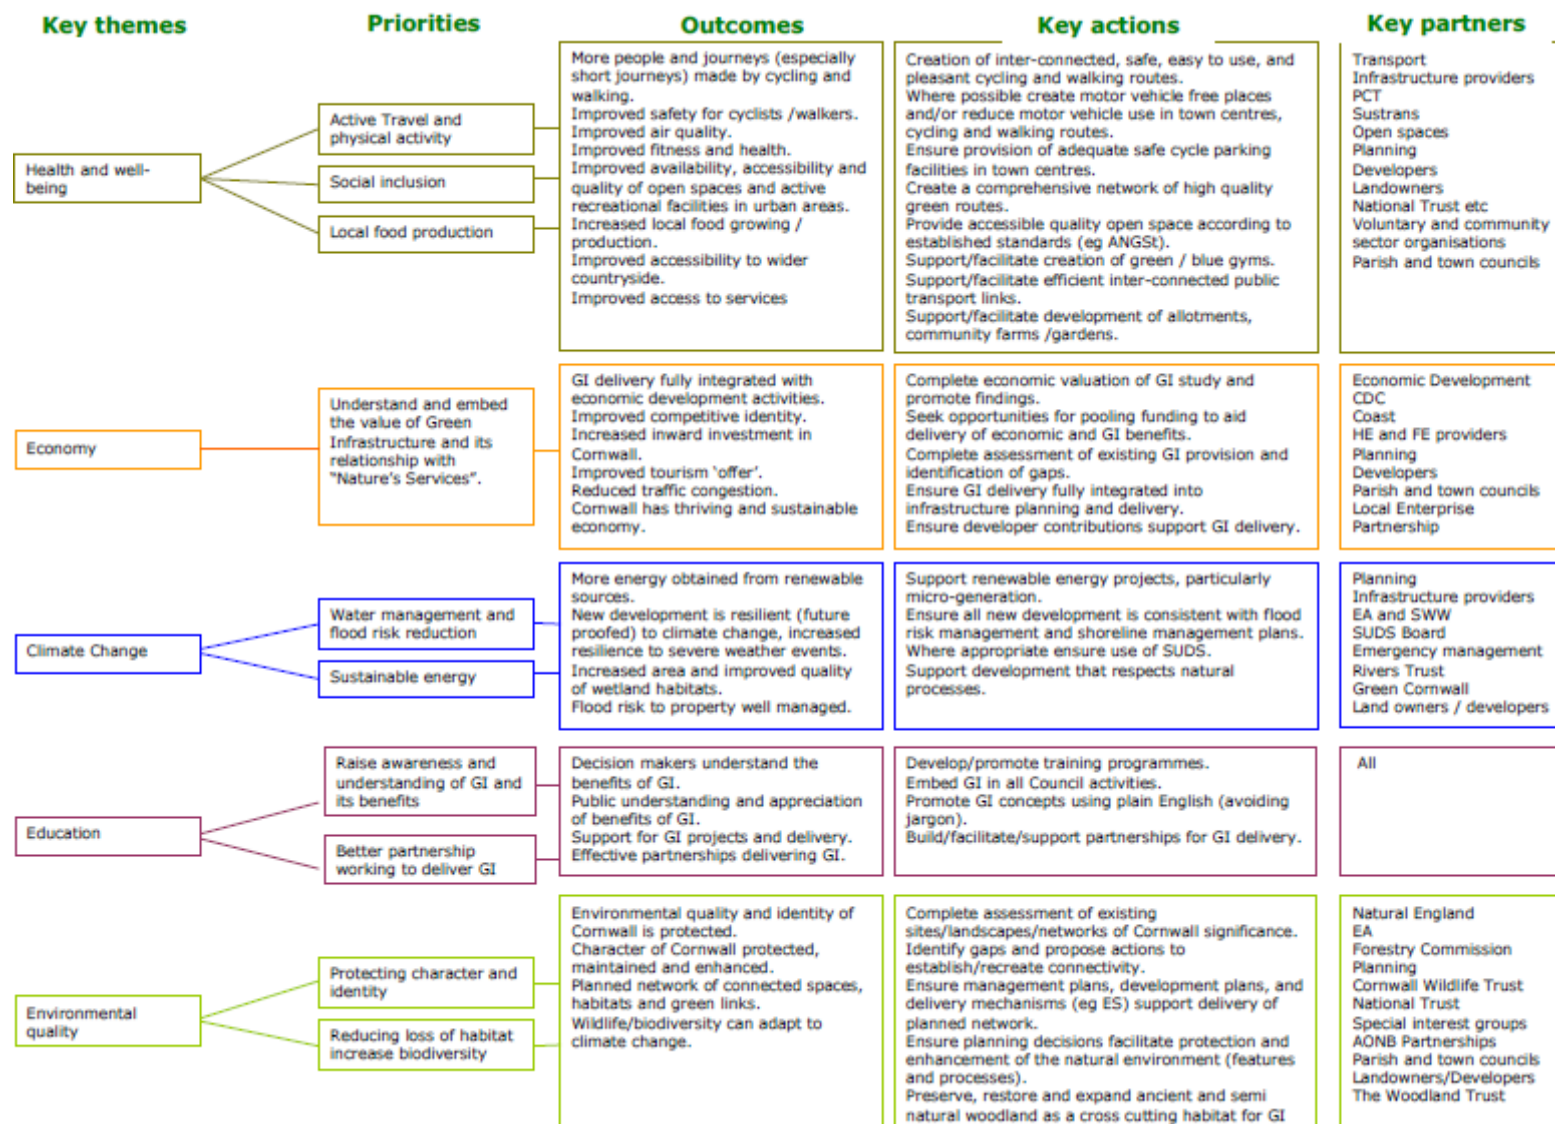 Key themes
Priorities
Outcomes
Key actions
Key partners
Health and well-
being
Active Travel and
physical activity
Social inclusion
Local food production
More people and journeys (especially
short journeys) made by cycling and
walking.
Improved safety for cyclists /walkers.
Improved air quality.
Improved fitness and health.
Improved availability, accessibility and
quality of open spaces and active
recreational facilities in urban areas.
Increased local food growing /
production.
Improved accessibility to wider
countryside.
Improved access to services
Creation of inter-connected, safe, easy to use, and
pleasant cycling and walking routes.
Where possible create motor vehicle free places
and/or reduce motor vehicle use in town centres,
cycling and walking routes.
Ensure provision of adequate safe cycle parking
facilities in town centres.
Create a comprehensive network of high quality
green routes.
Provide accessible quality open space according to
established standards (eg ANGSt).
Support/facilitate creation of green / blue gyms.
Support/facilitate efficient inter-connected public
transport links.
Support/facilitate development of allotments,
community farms /gardens.
Transport
Infrastructure providers
PCT
Sustrans
Open spaces
Planning
Developers
Landowners
National Trust etc
Voluntary and community
sector organisations
Parish and town councils
Economy
Understand and embed
the value of Green
Infrastructure and its
relationship with
"Nature's Services".
GI delivery fully integrated with
economic development activities.
Improved competitive identity.
Increased inward investment in
Cornwall.
Improved tourism 'offer'.
Reduced traffic congestion.
Cornwall has thriving and sustainable
economy.
Complete economic valuation of GI study and
promote findings.
Seek opportunities for pooling funding to aid
delivery of economic and GI benefits.
Complete assessment of existing GI provision and
identification of gaps.
Ensure GI delivery fully integrated into
infrastructure planning and delivery.
Ensure developer contributions support GI delivery.
Economic Development
CDC
Coast
HE and FE providers
Planning
Developers
Parish and town councils
Local Enterprise
Partnership
Climate Change
Water management and
flood risk reduction
Sustainable energy
More energy obtained from renewable
sources.
New development is resilient (future
proofed) to climate change, increased
resilience to severe weather events.
Increased area and improved quality
of wetland habitats.
Flood risk to property well managed.
Support renewable energy projects, particularly
micro-generation.
Ensure all new development is consistent with flood
risk management and shoreline management plans.
Where appropriate ensure use of SUDS.
Support development that respects natural
processes.
Planning
Infrastructure providers
EA and SWW
SUDS Board
Emergency management
Rivers Trust
Green Cornwall
Land owners / developers
Education
Raise awareness and
understanding of GI and
its benefits
Better partnership
working to deliver GI
Decision makers understand the
benefits of GI.
Public understanding and appreciation
of benefits of GI.
Support for GI projects and delivery.
Effective partnerships delivering GI.
Develop/promote training programmes.
Embed GI in all Council activities.
Promote GI concepts using plain English (avoiding
jargon).
Build/facilitate/support partnerships for GI delivery.
All
Environmental
quality
Protecting character and
identity
Reducing loss of habitat
increase biodiversity
Environmental quality and identity of
Cornwall is protected.
Character of Cornwall protected,
maintained and enhanced.
Planned network of connected spaces,
habitats and green links.
Wildlife/biodiversity can adapt to
climate change.
Complete assessment of existing
sites/landscapes/networks of Cornwall significance.
Identify gaps and propose actions to
establish/recreate connectivity.
Ensure management plans, development plans, and
delivery mechanisms (eg ES) support delivery of
planned network.
Ensure planning decisions facilitate protection and
enhancement of the natural environment (features
and processes).
Preserve, restore and expand ancient and semi
natural woodland as a cross cutting habitat for GI
Natural England
EA
Forestry Commission
Planning
Cornwall Wildlife Trust
National Trust
Special interest groups
AONB Partnerships
Parish and town councils
Landowners/Developers
The Woodland Trust